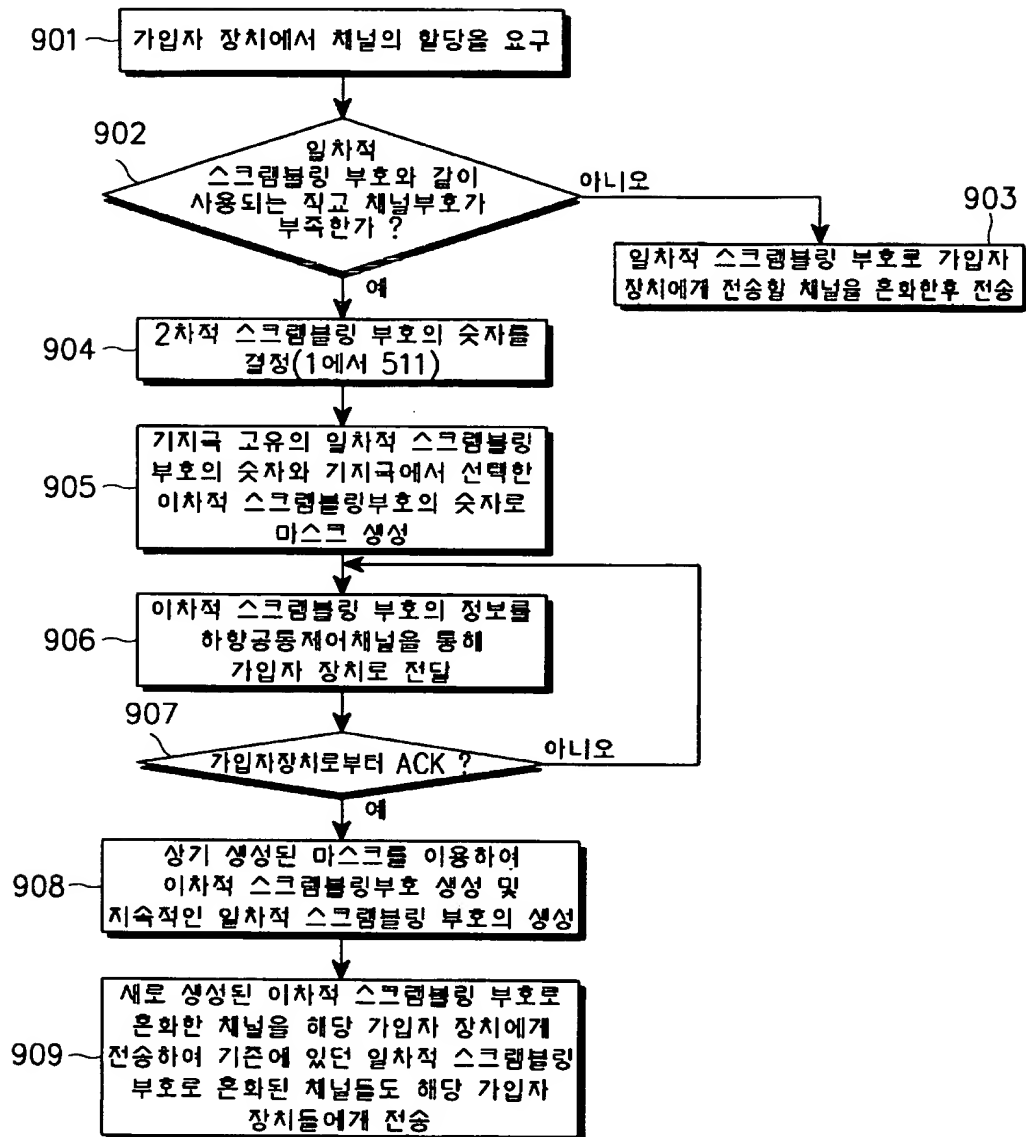 901
가입자 장치에서 채널의 할당을 요구
902
일차적
스크램블링 부호와 같이
사용되는 직교 채널부호가
부족한가 ?
아니오
903
일차적 스크램블링 부호로 가입자
장치에게 전송할 채널을 혼화한후 전송
예
904
2차적 스크램블링 부호의 숫자를
결정(1에서 511)
905
기지국 고유의 일차적 스크램블링
부호의 숫자와 기지국에서 선택한
이차적 스크램블링부호의 숫자로
마스크 생성
906
이차적 스크램블링 부호의 정보를
하향공통제어채널을 통해
가입자 장치로 전달
907
가입자장치로부터 ACK ?
아니오
예
908
상기 생성된 마스크를 이용하여
이차적 스크램블링부호 생성 및
지속적인 일차적 스크램블링 부호의 생성
909
새로 생성된 이차적 스크램블링 부호로
혼화한 채널을 해당 가입자 장치에게
전송하여 기존에 있던 일차적 스크램블링
부호로 혼화된 채널들도 해당 가입자
장치들에게 전송